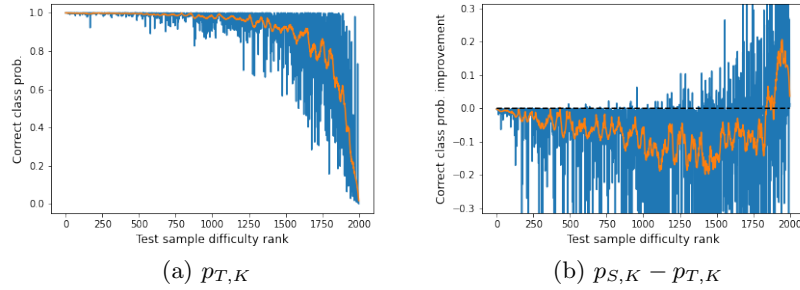 1.0
0.8
0.6
0.4
0.2
0.0
Correct class prob.
0 250 500 750 1000 1250 1500 1750 2000
Test sample difficulty rank
(a) p_{T,K}
0.3
0.2
0.1
0.0
−0.1
−0.2
−0.3
Correct class prob. improvement
0 250 500 750 1000 1250 1500 1750 2000
Test sample difficulty rank
(b) p_{S,K} − p_{T,K}